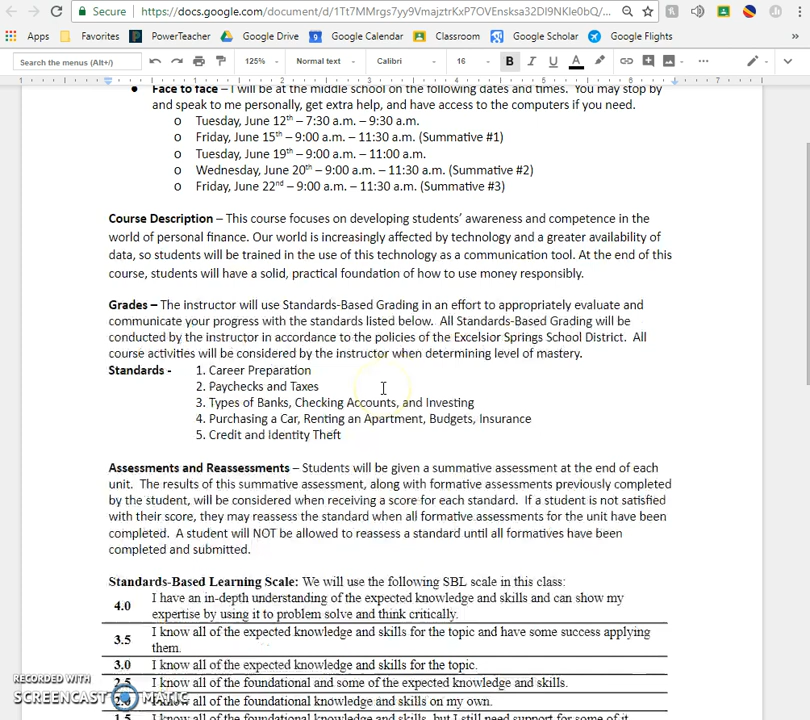 Secure
https://docs.google.com/document/d/1Tt7MMrgs7yy9VmajztrKxP7OVEnsksa32DI9NKle0bQ/...
Apps Favorites PowerTeacher Google Drive Google Calendar Classroom Google Scholar Google Flights »
Search the menus (Alt+/) 125% Normal text Calibri 16 B I U A
Face to face – I will be at the middle school on the following dates and times. You may stop by
and speak to me personally, get extra help, and have access to the computers if you need.
o Tuesday, June 12th – 7:30 a.m. – 9:30 a.m.
o Friday, June 15th – 9:00 a.m. – 11:30 a.m. (Summative #1)
o Tuesday, June 19th – 9:00 a.m. – 11:00 a.m.
o Wednesday, June 20th – 9:00 a.m. – 11:30 a.m. (Summative #2)
o Friday, June 22nd – 9:00 a.m. – 11:30 a.m. (Summative #3)
Course Description – This course focuses on developing students' awareness and competence in the
world of personal finance. Our world is increasingly affected by technology and a greater availability of
data, so students will be trained in the use of this technology as a communication tool. At the end of this
course, students will have a solid, practical foundation of how to use money responsibly.
Grades – The instructor will use Standards-Based Grading in an effort to appropriately evaluate and
communicate your progress with the standards listed below. All Standards-Based Grading will be
conducted by the instructor in accordance to the policies of the Excelsior Springs School District. All
course activities will be considered by the instructor when determining level of mastery.
Standards - 1. Career Preparation
2. Paychecks and Taxes
3. Types of Banks, Checking Accounts, and Investing
4. Purchasing a Car, Renting an Apartment, Budgets, Insurance
5. Credit and Identity Theft
Assessments and Reassessments – Students will be given a summative assessment at the end of each
unit. The results of this summative assessment, along with formative assessments previously completed
by the student, will be considered when receiving a score for each standard. If a student is not satisfied
with their score, they may reassess the standard when all formative assessments for the unit have been
completed. A student will NOT be allowed to reassess a standard until all formatives have been
completed and submitted.
Standards-Based Learning Scale: We will use the following SBL scale in this class:
4.0 I have an in-depth understanding of the expected knowledge and skills and can show my
expertise by using it to problem solve and think critically.
3.5 I know all of the expected knowledge and skills for the topic and have some success applying
them.
3.0 I know all of the expected knowledge and skills for the topic.
2.5 I know all of the foundational and some of the expected knowledge and skills.
2.0 I know all of the foundational knowledge and skills on my own.
1.5 I know all of the foundational knowledge and skills, but I still need support for some of it
RECORDED WITH
SCREENCAST MATIC